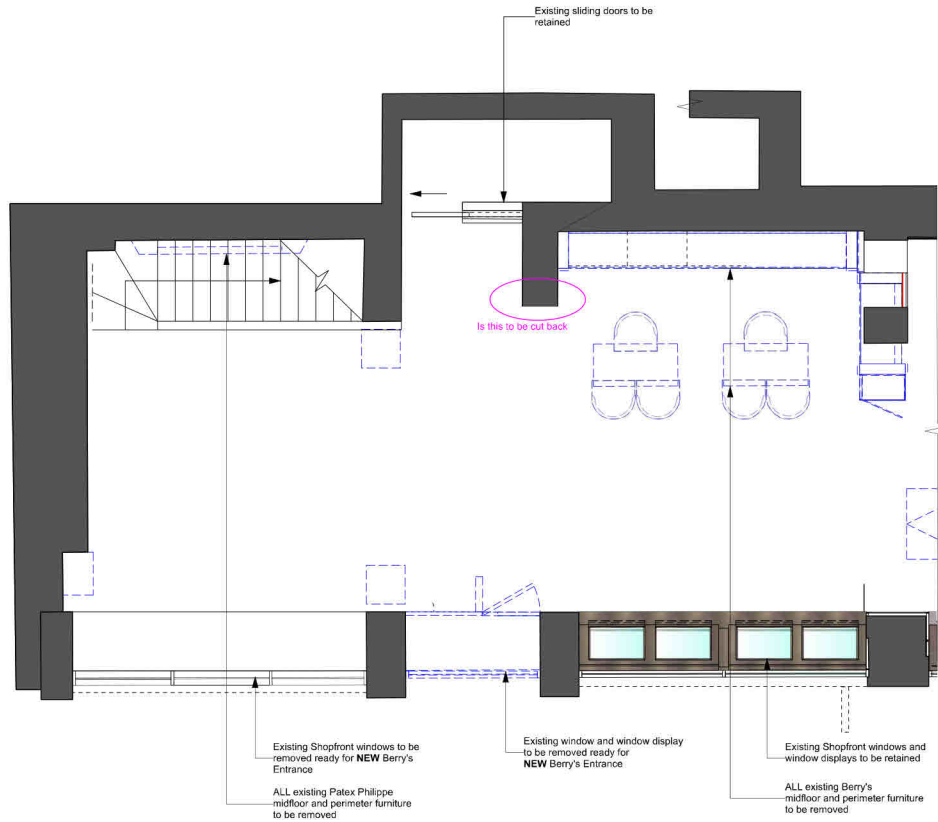 Existing sliding doors to be
retained
Is this to be cut back
Existing Shopfront windows to be
removed ready for NEW Berry's
Entrance
ALL existing Patex Philippe
midfloor and perimeter furniture
to be removed
Existing window and window display
to be removed ready for
NEW Berry's Entrance
Existing Shopfront windows and
window displays to be retained
ALL existing Berry's
midfloor and perimeter furniture
to be removed